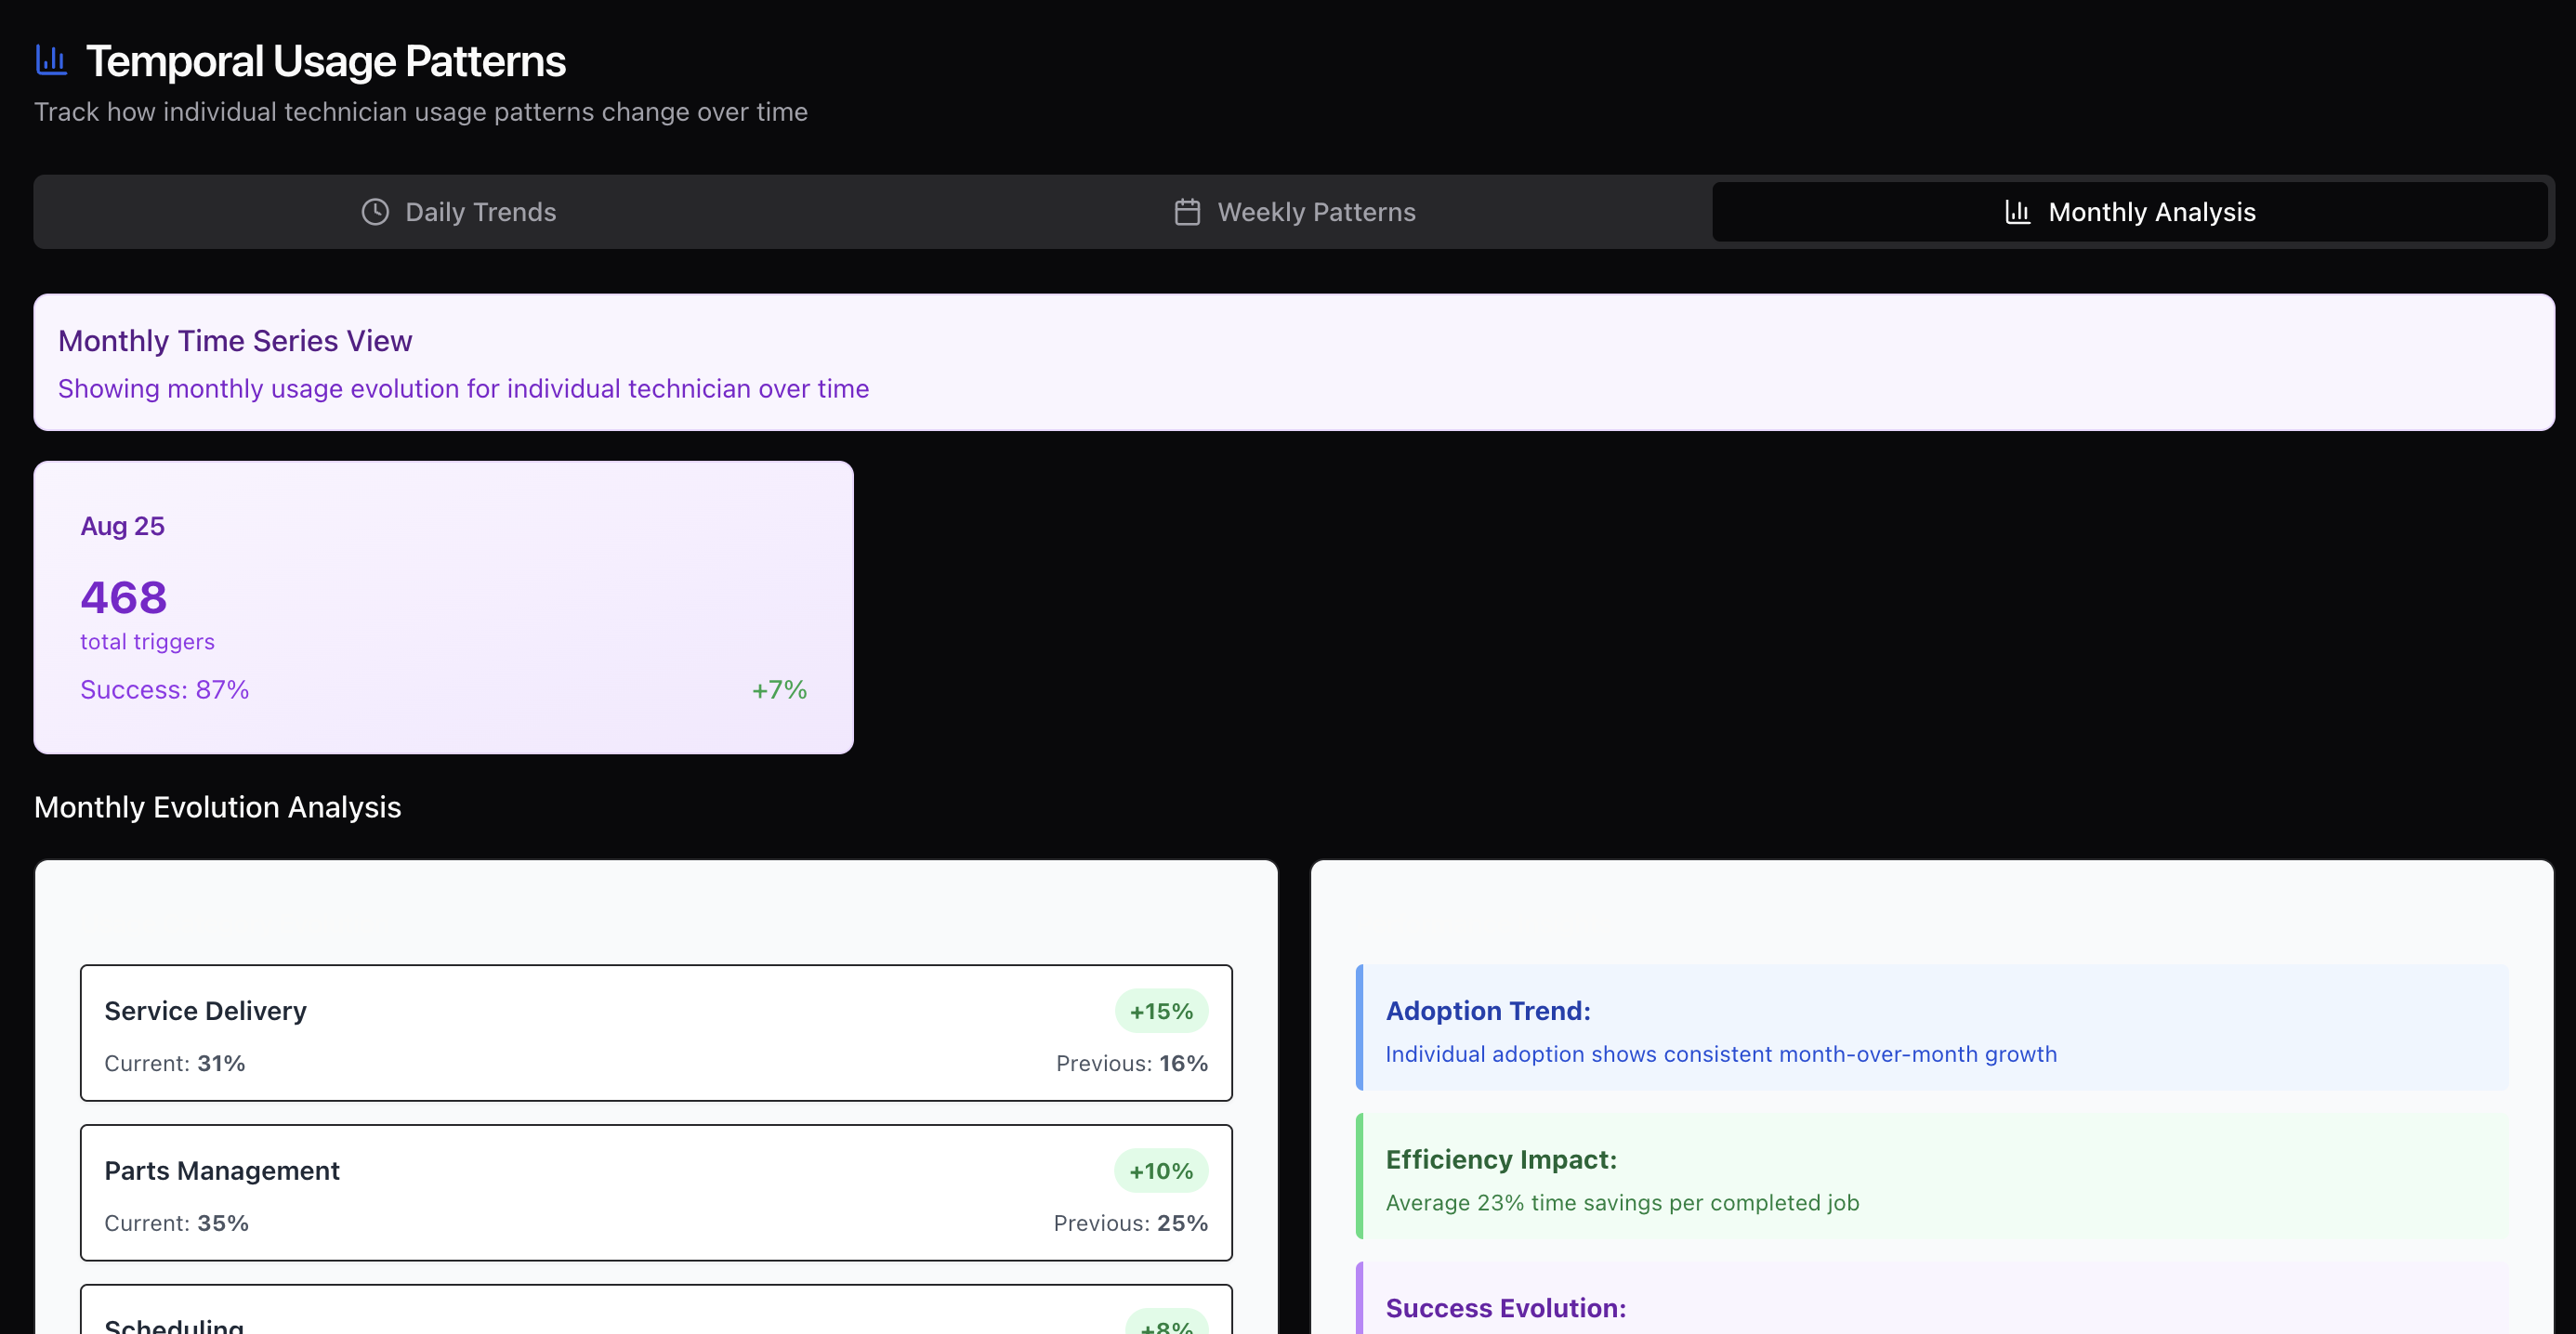 Temporal Usage Patterns
Track how individual technician usage patterns change over time
Daily Trends
Weekly Patterns
Monthly Analysis
Monthly Time Series View
Showing monthly usage evolution for individual technician over time
Aug 25
468
total triggers
Success: 87%
+7%
Monthly Evolution Analysis
Service Delivery
+15%
Current: 31%
Previous: 16%
Parts Management
+10%
Current: 35%
Previous: 25%
Scheduling
+8%
Adoption Trend:
Individual adoption shows consistent month-over-month growth
Efficiency Impact:
Average 23% time savings per completed job
Success Evolution: